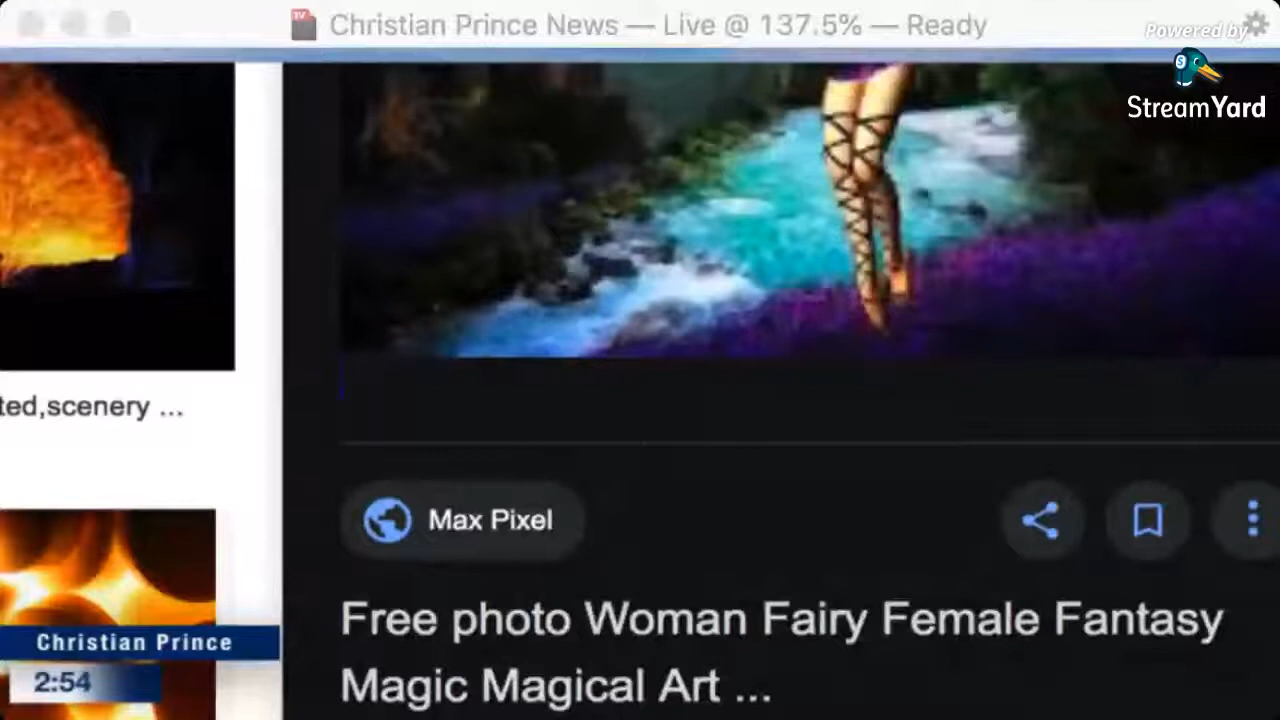 Christian Prince News — Live @ 137.5% — Ready
Powered by
StreamYard
ted,scenery ...
Max Pixel
Free photo Woman Fairy Female Fantasy
Magic Magical Art ...
Christian Prince
2:54